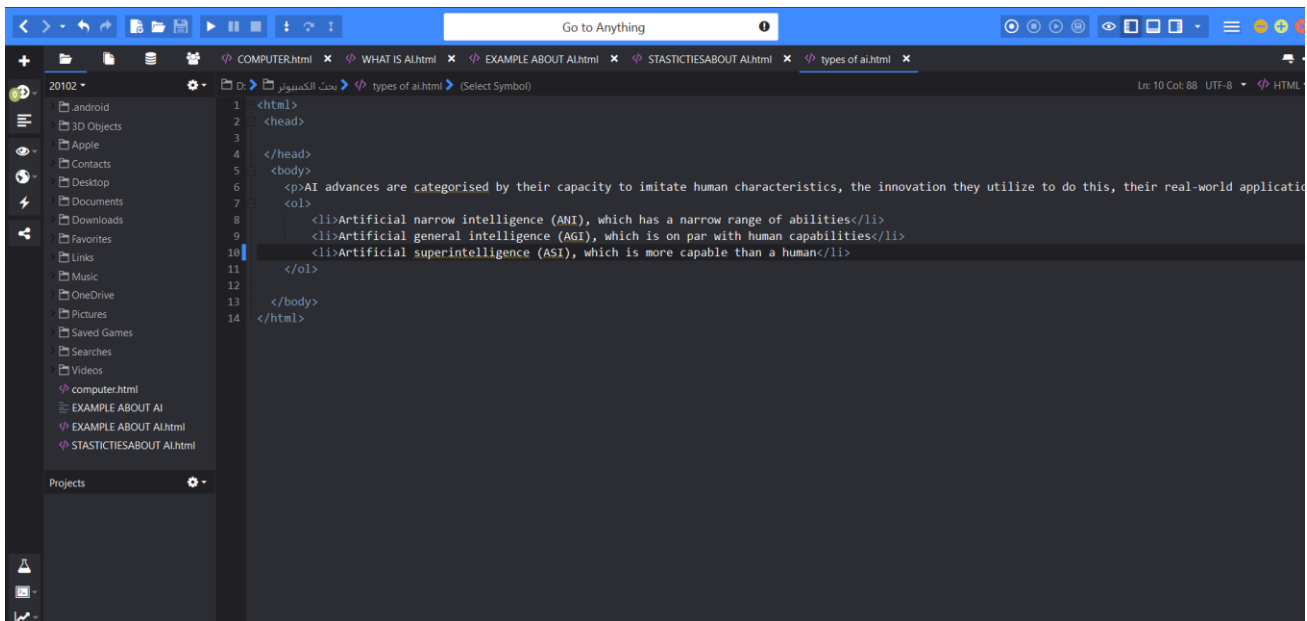 Go to Anything
COMPUTER.html
WHAT IS AI.html
EXAMPLE ABOUT AI.html
STASTICTIESABOUT AI.html
types of ai.html
20102
D: بحث الكمبيوتر types of ai.html (Select Symbol)
Ln: 10 Col: 88 UTF-8 HTML
.android
3D Objects
Apple
Contacts
Desktop
Documents
Downloads
Favorites
Links
Music
OneDrive
Pictures
Saved Games
Searches
Videos
computer.html
EXAMPLE ABOUT AI
EXAMPLE ABOUT AI.html
STASTICTIESABOUT AI.html
Projects
1 <html>
2 <head>
3
4 </head>
5 <body>
6 <p>AI advances are categorised by their capacity to imitate human characteristics, the innovation they utilize to do this, their real-world applicatio
7 <ol>
8 <li>Artificial narrow intelligence (ANI), which has a narrow range of abilities</li>
9 <li>Artificial general intelligence (AGI), which is on par with human capabilities</li>
10 <li>Artificial superintelligence (ASI), which is more capable than a human</li>
11 </ol>
12
13 </body>
14 </html>